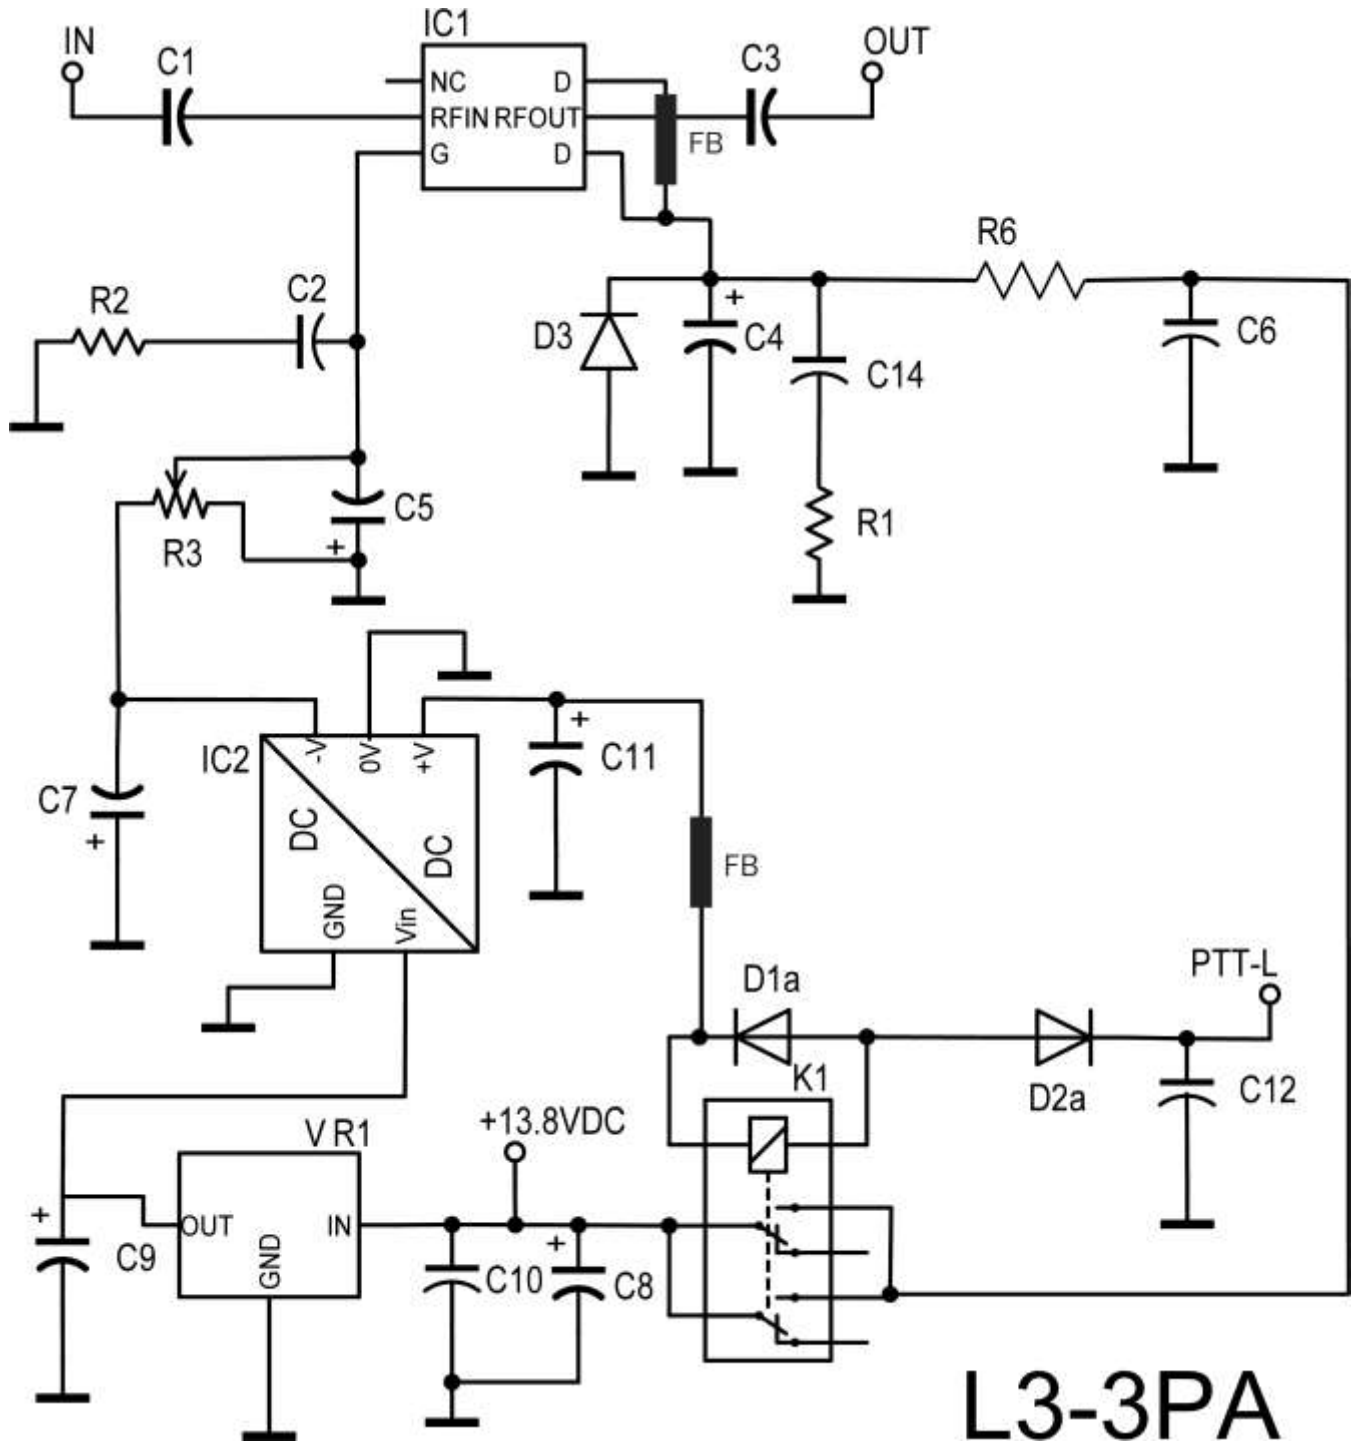 IN
C1
IC1
C3
OUT
NC
D
RFIN
RFOUT
G
D
FB
R6
R2
C2
D3
+
C4
C14
C6
R3
C5
+
R1
IC2
-V
0V
+V
+
C11
C7
+
DC
DC
GND
Vin
FB
D1a
PTT-L
K1
D2a
C12
+13.8VDC
VR1
+
C9
OUT
IN
GND
C10
+
C8
L3-3PA